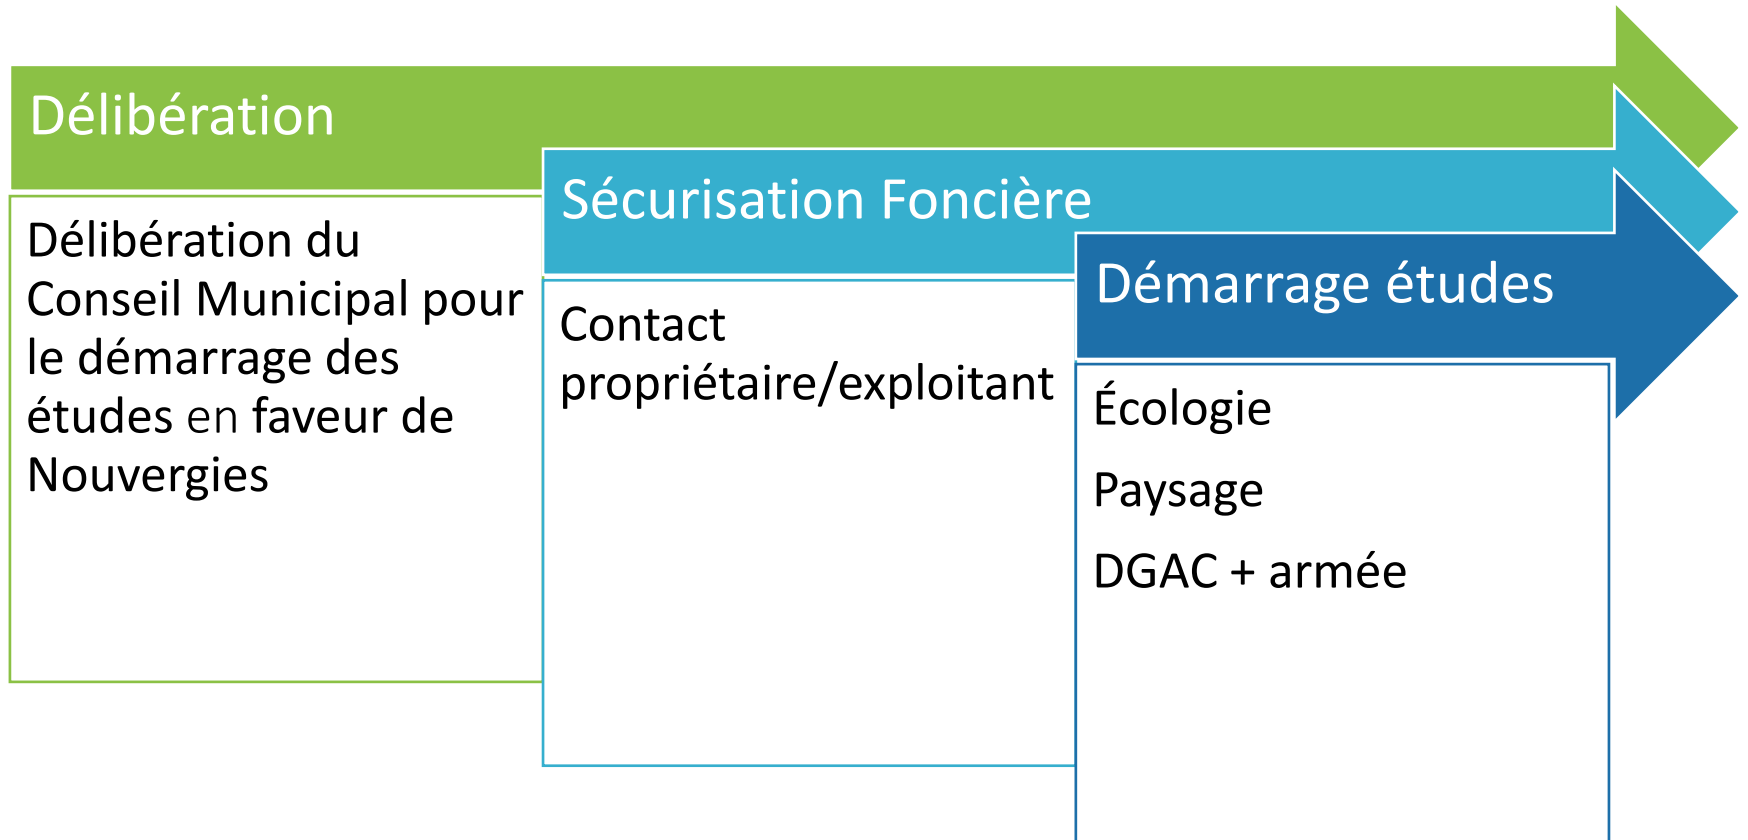 Délibération
Délibération du
Conseil Municipal pour
le démarrage des
études en faveur de
Nouvergies
Sécurisation Foncière
Contact
propriétaire/exploitant
Démarrage études
Écologie
Paysage
DGAC + armée